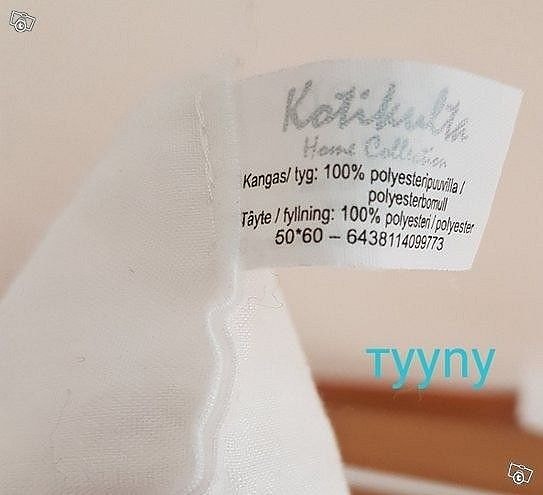 Kotikulta
Home Collection
Kangas/ tyg: 100% polyesteripuuvilla /
polyesterbomull
Täyte / fyllning: 100% polyesteri / polyester
50*60 – 6438114099773
TYYNY